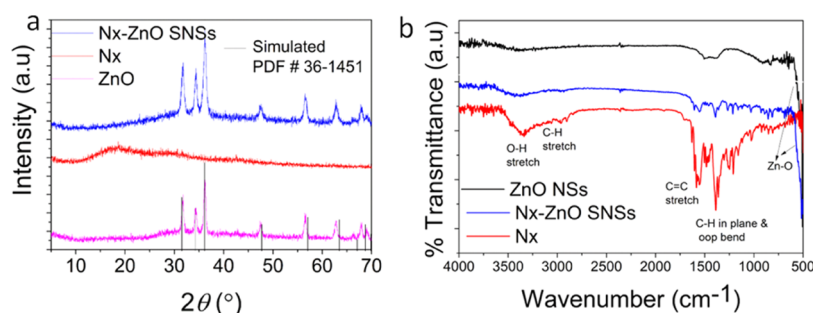 a
Nx-ZnO SNSs
Nx
ZnO
Simulated
PDF # 36-1451
Intensity (a.u)
10 20 30 40 50 60 70
2θ (°)
b
% Transmittance (a.u)
O-H
stretch
C-H
stretch
C=C
stretch
C-H in plane &
oop bend
Zn-O
ZnO NSs
Nx-ZnO SNSs
Nx
4000 3500 3000 2500 2000 1500 1000 500
Wavenumber (cm-1)